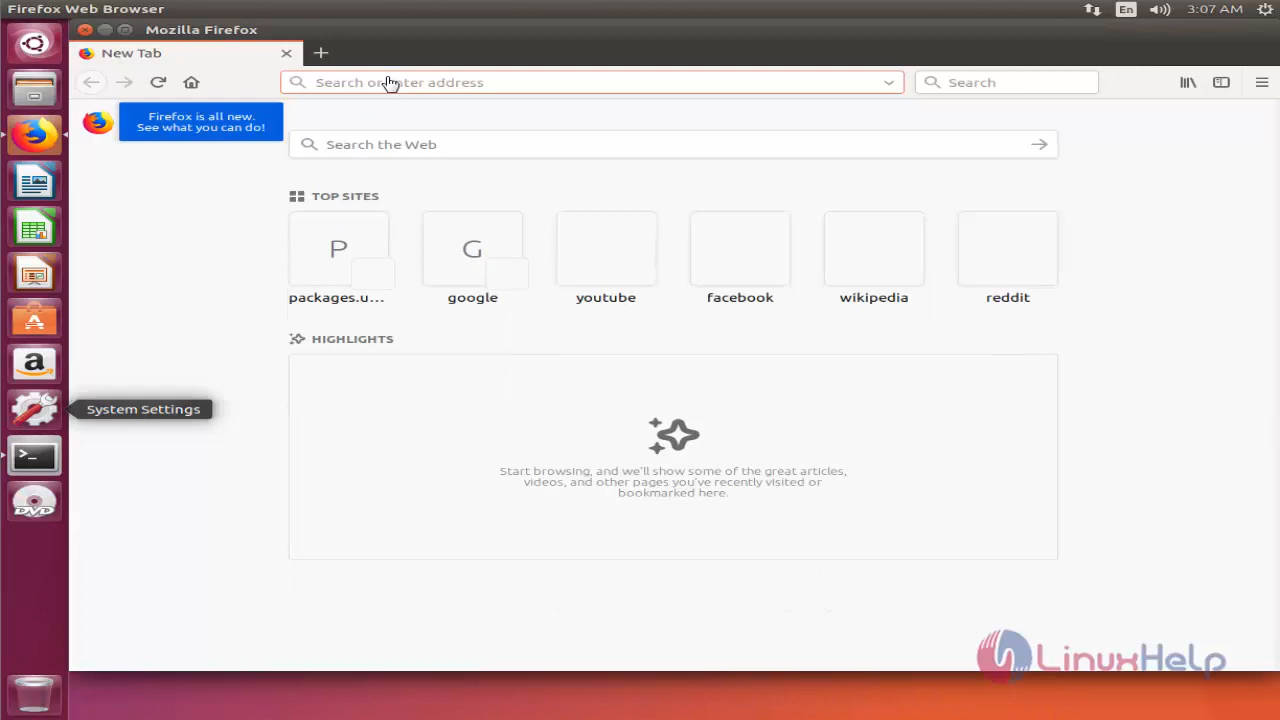 Firefox Web Browser
En
3:07 AM
Mozilla Firefox
New Tab
Search or enter address
Search
Firefox is all new.
See what you can do!
Search the Web
TOP SITES
P
G
packages.u...
google
youtube
facebook
wikipedia
reddit
HIGHLIGHTS
A
a
System Settings
>_
Start browsing, and we'll show some of the great articles,
videos, and other pages you've recently visited or
bookmarked here.
DVD
LinuxHelp